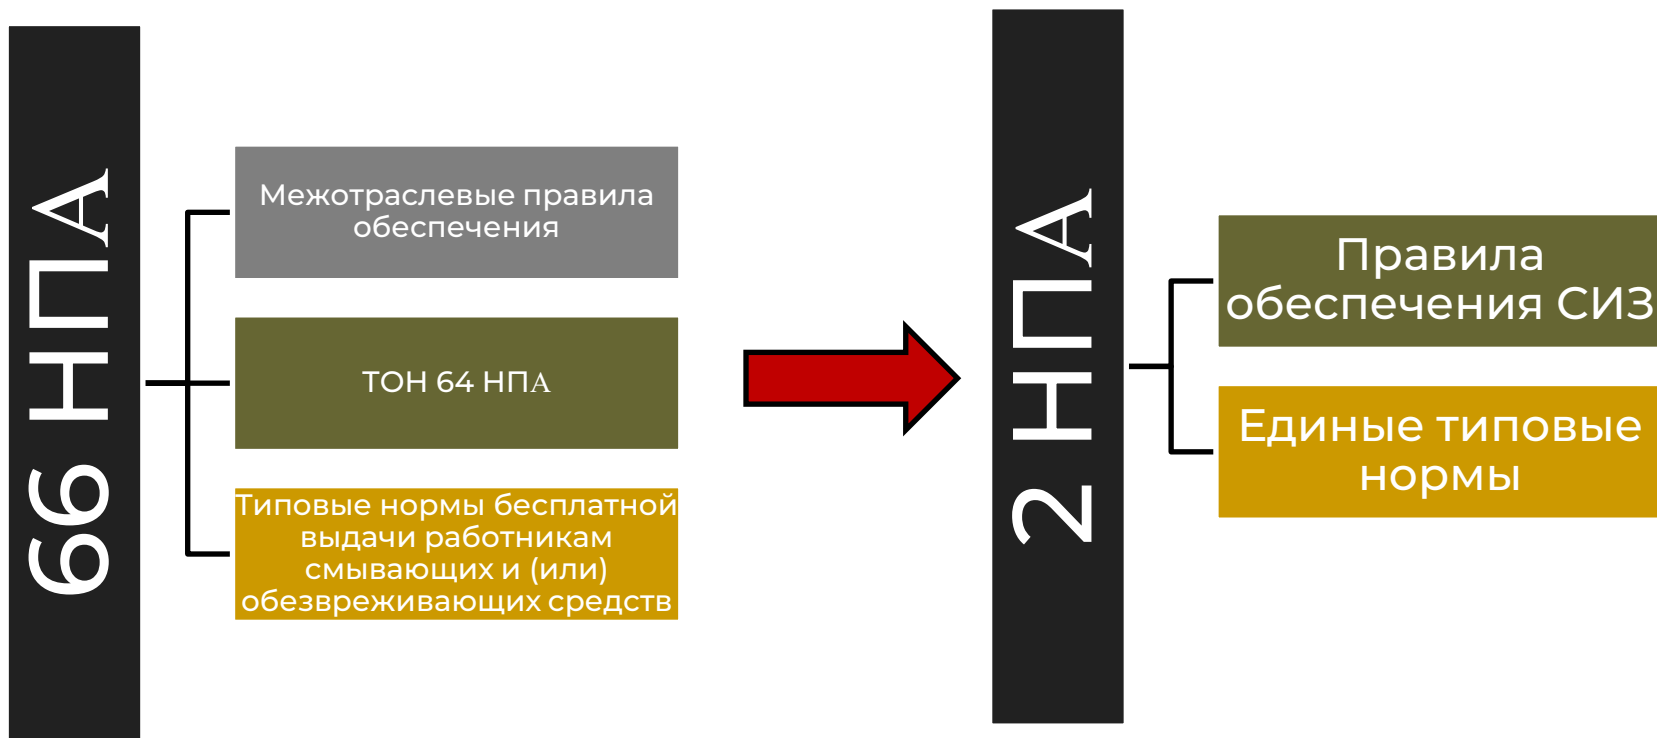 66 НПА
Межотраслевые правила
обеспечения
ТОН 64 НПА
Типовые нормы бесплатной
выдачи работникам
смывающих и (или)
обезвреживающих средств
2 НПА
Правила
обеспечения СИЗ
Единые типовые
нормы